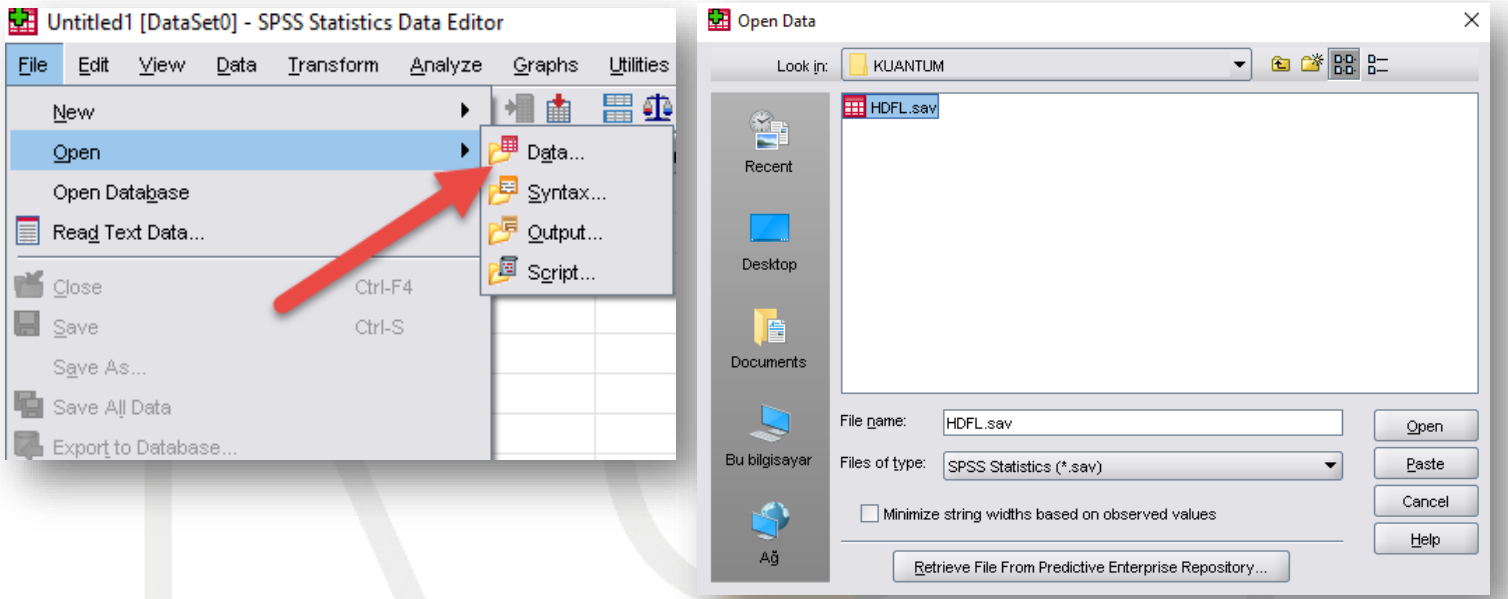 Untitled1 [DataSet0] - SPSS Statistics Data Editor
File Edit View Data Transform Analyze Graphs Utilities
New
Open
Open Database
Read Text Data...
Close Ctrl-F4
Save Ctrl-S
Save As...
Save All Data
Export to Database...
Data...
Syntax...
Output...
Script...
Open Data
Look in: KUANTUM
HDFL.sav
Recent
Desktop
Documents
Bu bilgisayar
Ağ
File name: HDFL.sav
Files of type: SPSS Statistics (*.sav)
Minimize string widths based on observed values
Retrieve File From Predictive Enterprise Repository...
Open
Paste
Cancel
Help